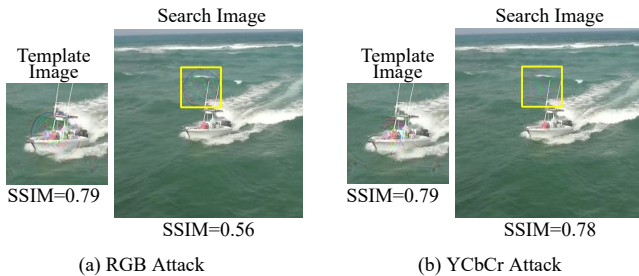 Search Image
Template
Image
SSIM=0.79
SSIM=0.56
(a) RGB Attack
Search Image
Template
Image
SSIM=0.79
SSIM=0.78
(b) YCbCr Attack